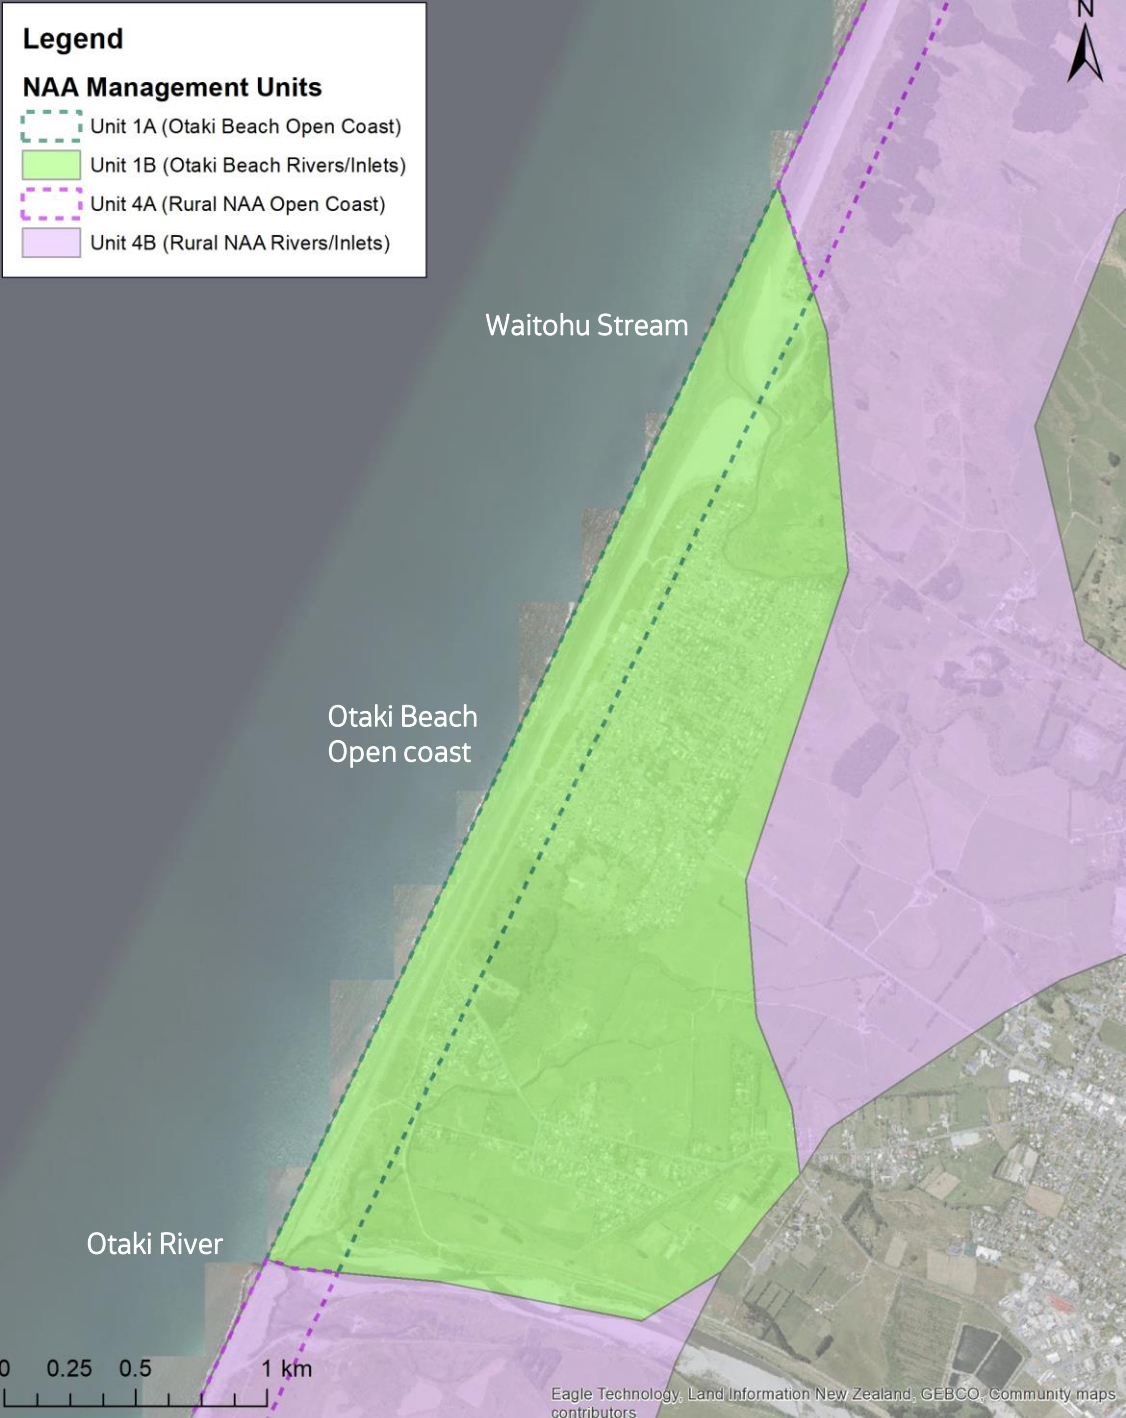 Legend
NAA Management Units
Unit 1A (Otaki Beach Open Coast)
Unit 1B (Otaki Beach Rivers/Inlets)
Unit 4A (Rural NAA Open Coast)
Unit 4B (Rural NAA Rivers/Inlets)
N
Waitohu Stream
Otaki Beach
Open coast
Otaki River
0 0.25 0.5 1 km
Eagle Technology, Land Information New Zealand, GEBCO, Community maps
contributors